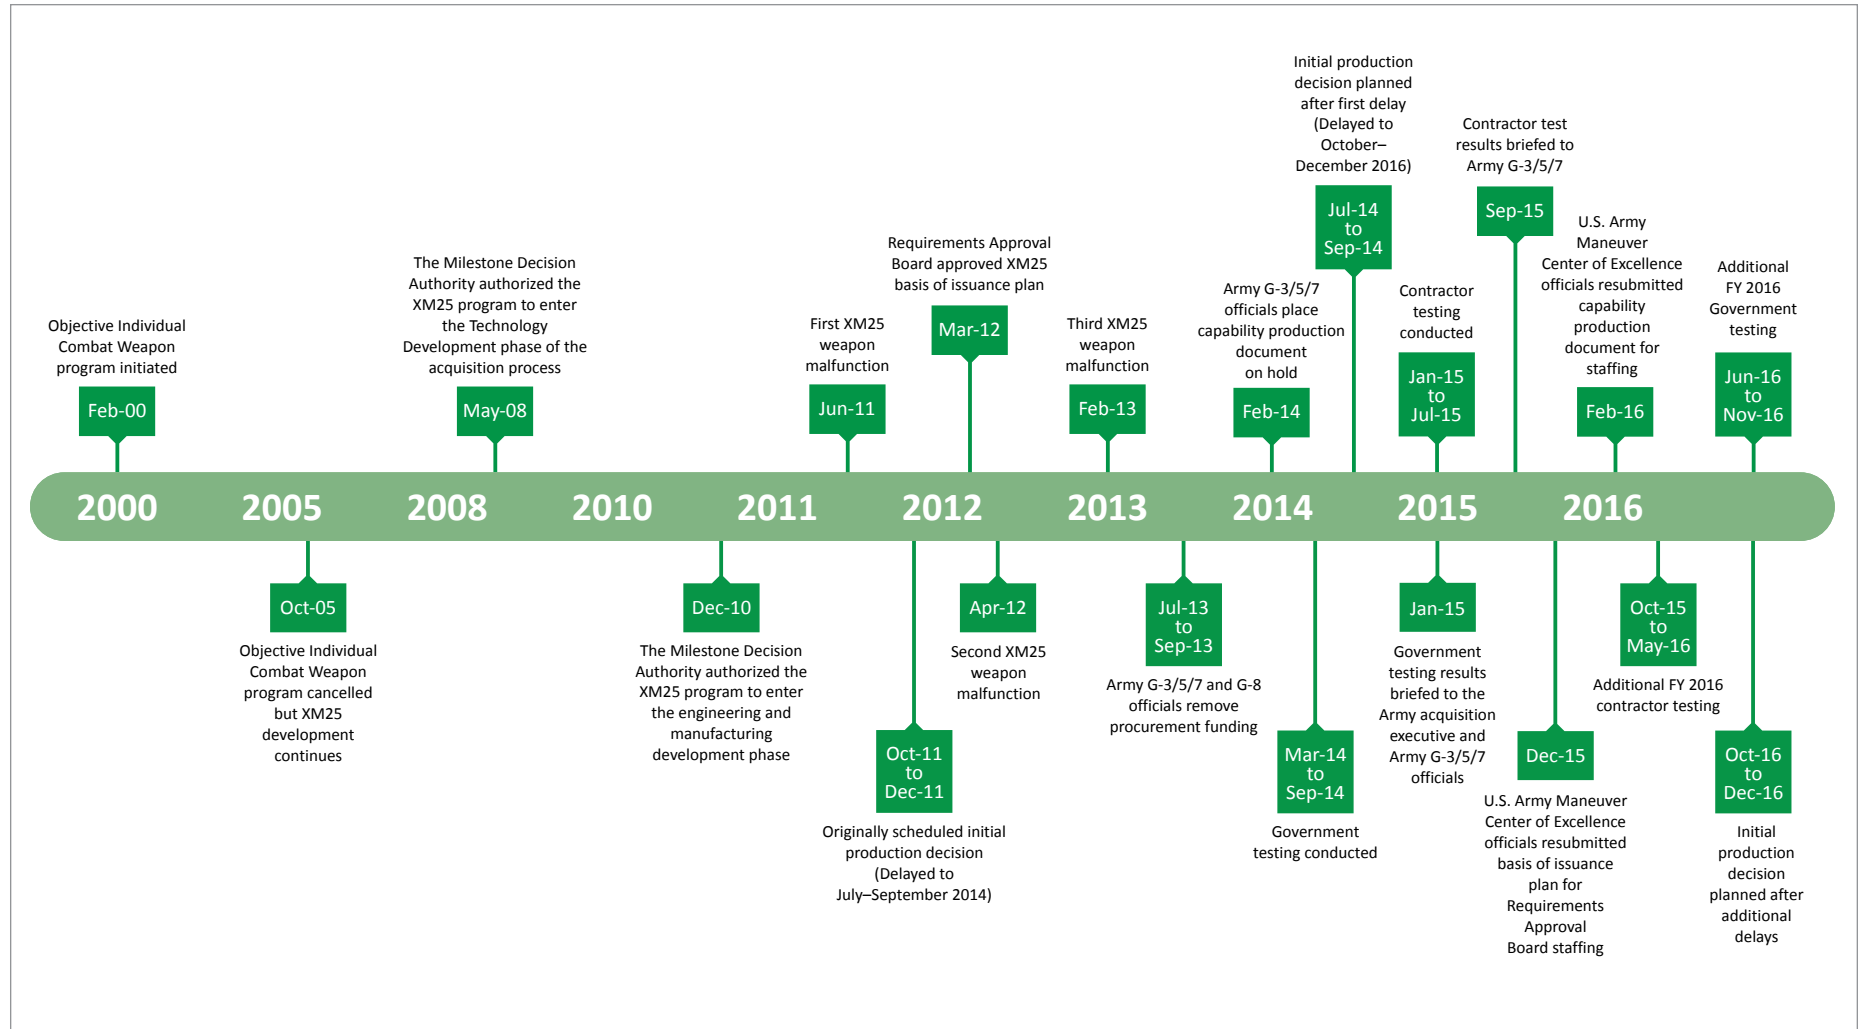 Objective Individual
Combat Weapon
program initiated
Feb-00
The Milestone Decision
Authority authorized the
XM25 program to enter
the Technology
Development phase of the
acquisition process
May-08
First XM25
weapon
malfunction
Jun-11
Requirements Approval
Board approved XM25
basis of issuance plan
Mar-12
Third XM25
weapon
malfunction
Feb-13
Army G-3/5/7
officials place
capability production
document
on hold
Feb-14
Initial production
decision planned
after first delay
(Delayed to
October–
December 2016)
Jul-14
to
Sep-14
Contractor
testing
conducted
Jan-15
to
Jul-15
Contractor test
results briefed to
Army G-3/5/7
Sep-15
U.S. Army
Maneuver
Center of Excellence
officials resubmitted
capability
production
document for
staffing
Feb-16
Additional
FY 2016
Government
testing
Jun-16
to
Nov-16
2000 2005 2008 2010 2011 2012 2013 2014 2015 2016
Oct-05
Objective Individual
Combat Weapon
program cancelled
but XM25
development
continues
Dec-10
The Milestone Decision
Authority authorized the
XM25 program to enter
the engineering and
manufacturing
development phase
Oct-11
to
Dec-11
Originally scheduled initial
production decision
(Delayed to
July–September 2014)
Apr-12
Second XM25
weapon
malfunction
Jul-13
to
Sep-13
Army G-3/5/7 and G-8
officials remove
procurement funding
Mar-14
to
Sep-14
Government
testing conducted
Jan-15
Government
testing results
briefed to the
Army acquisition
executive and
Army G-3/5/7
officials
Dec-15
U.S. Army Maneuver
Center of Excellence
officials resubmitted
basis of issuance
plan for
Requirements
Approval
Board staffing
Oct-15
to
May-16
Additional FY 2016
contractor testing
Oct-16
to
Dec-16
Initial
production
decision
planned after
additional
delays